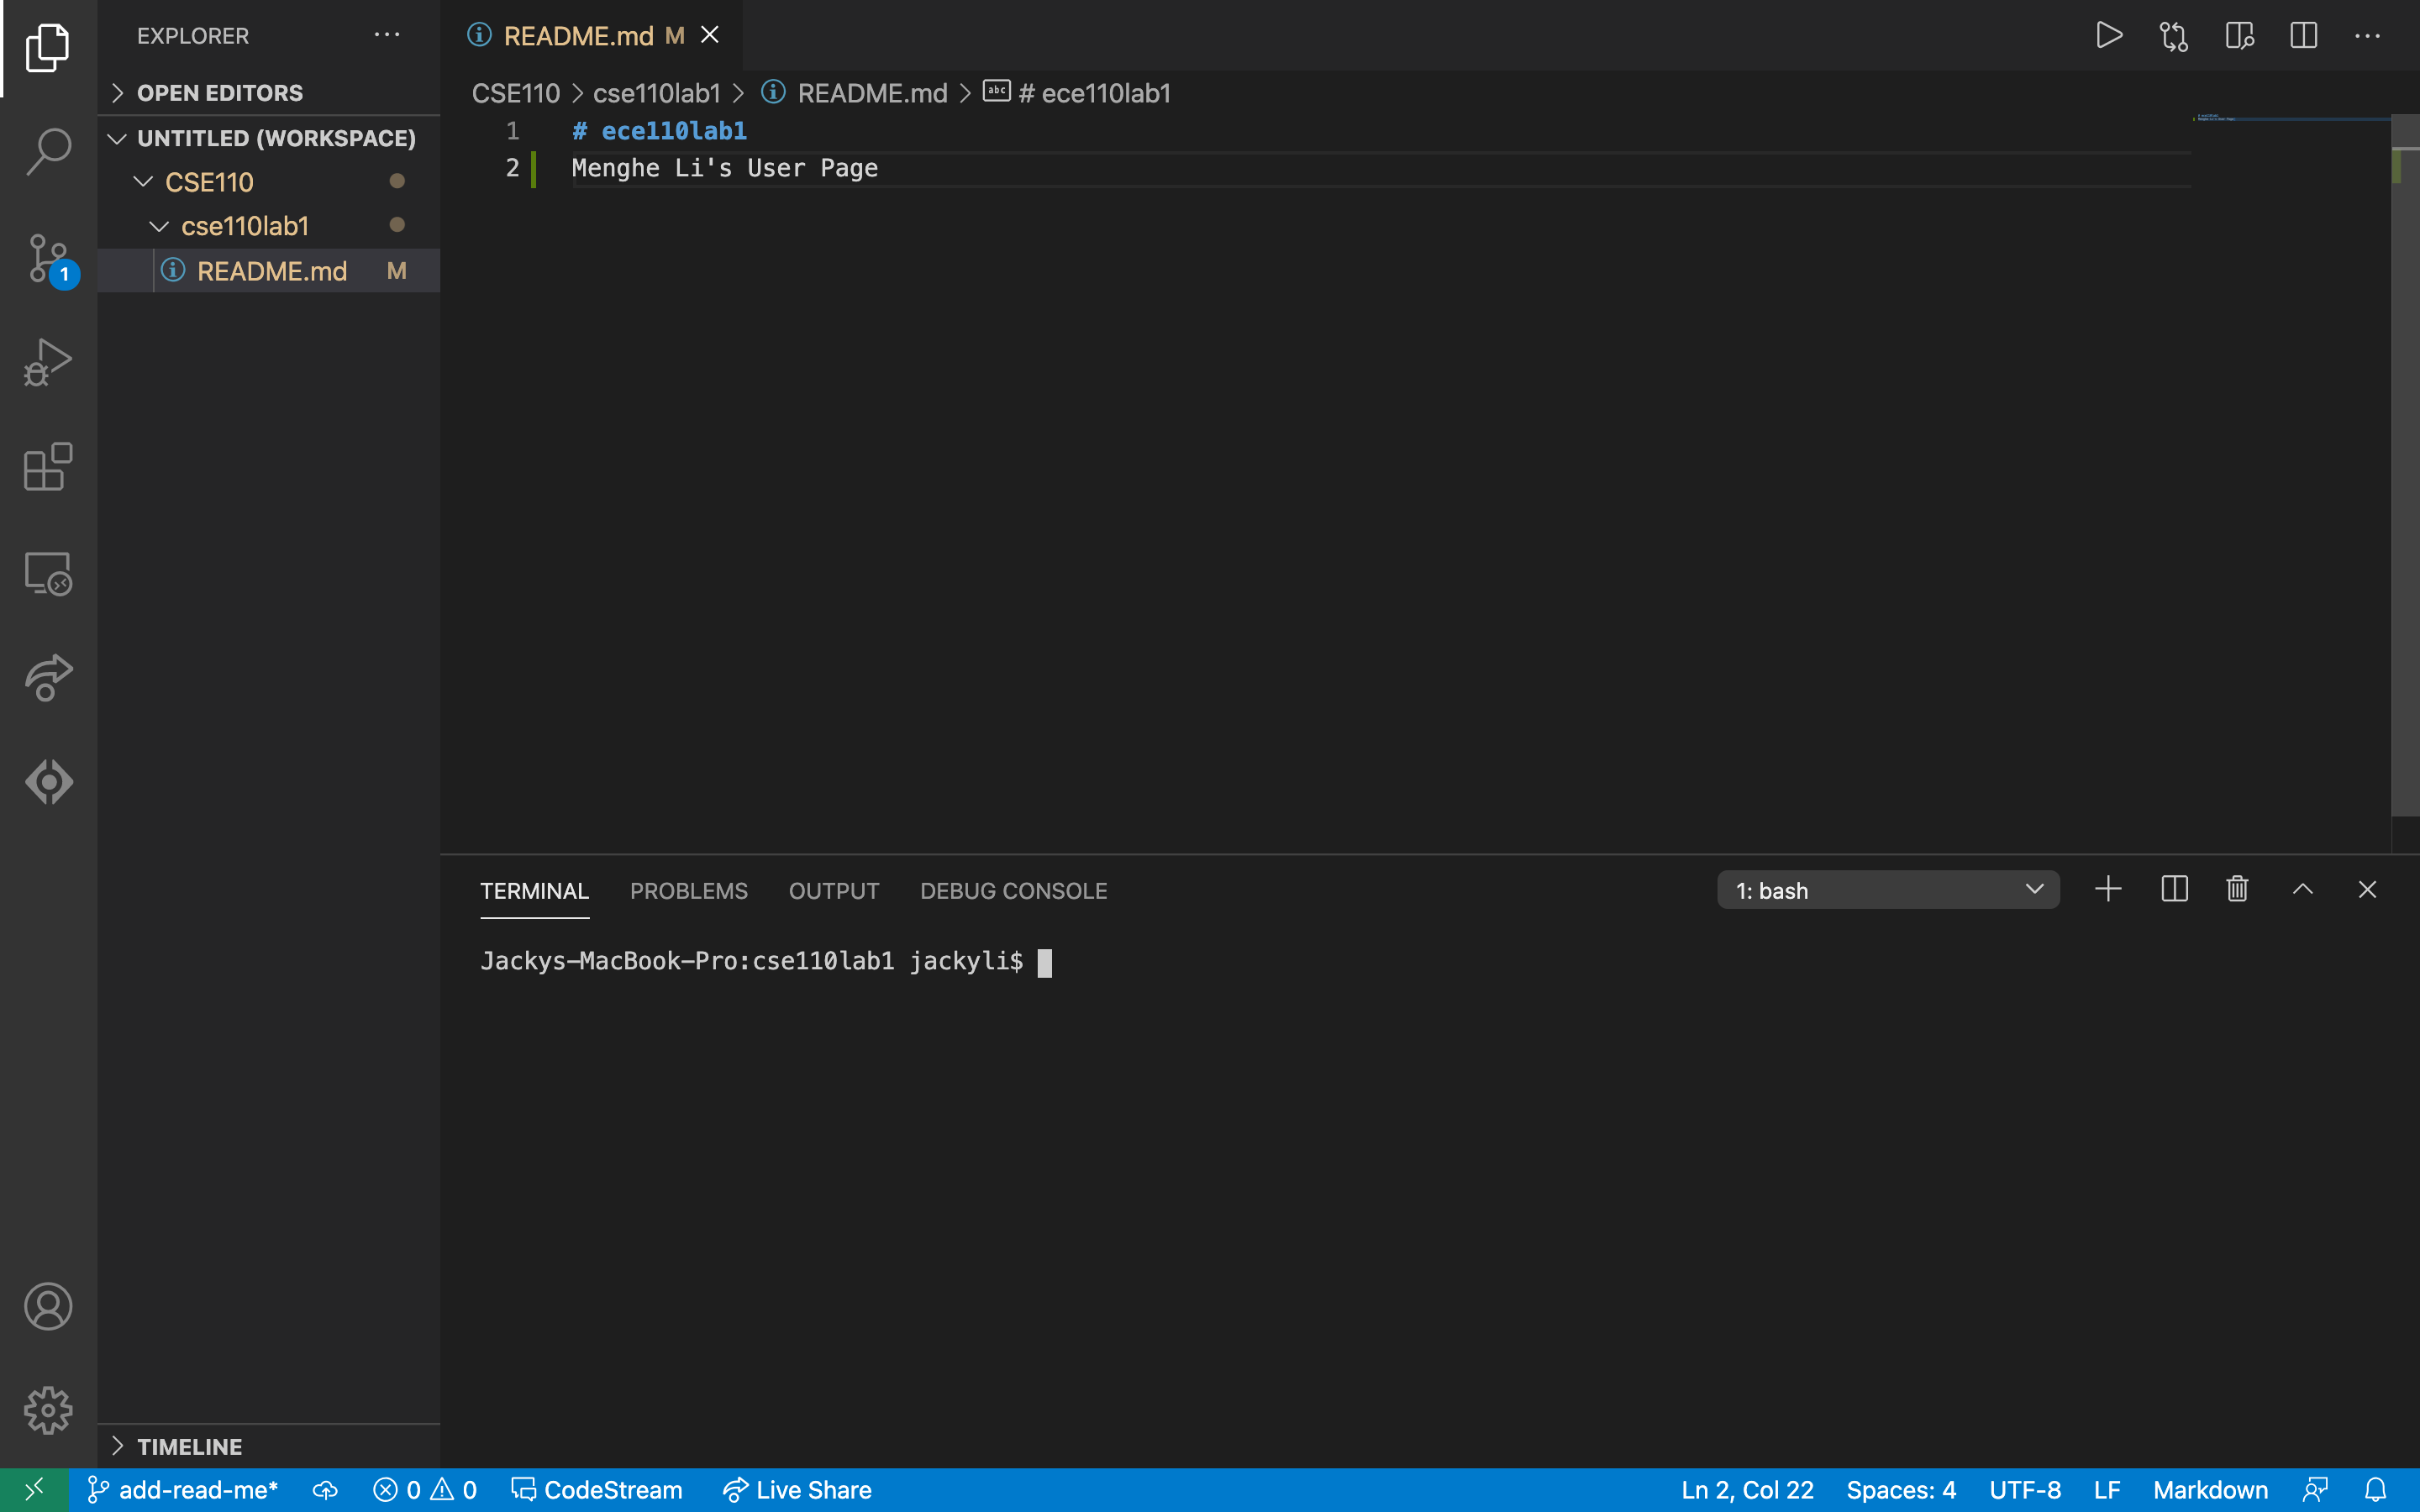 EXPLORER
README.md M
OPEN EDITORS
UNTITLED (WORKSPACE)
CSE110
cse110lab1
README.md M
1
CSE110 > cse110lab1 > README.md > abc # ece110lab1
1 # ece110lab1
2 Menghe Li's User Page
TERMINAL PROBLEMS OUTPUT DEBUG CONSOLE 1: bash
Jackys-MacBook-Pro:cse110lab1 jackyli$
TIMELINE
add-read-me* 0 0 CodeStream Live Share Ln 2, Col 22 Spaces: 4 UTF-8 LF Markdown